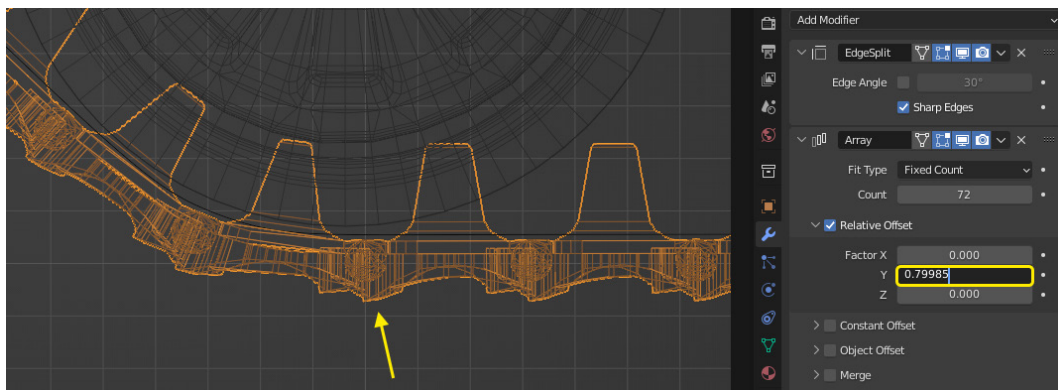 Add Modifier
EdgeSplit
Edge Angle 30°
Sharp Edges
Array
Fit Type Fixed Count
Count 72
Relative Offset
Factor X 0.000
Y 0.79985
Z 0.000
Constant Offset
Object Offset
Merge